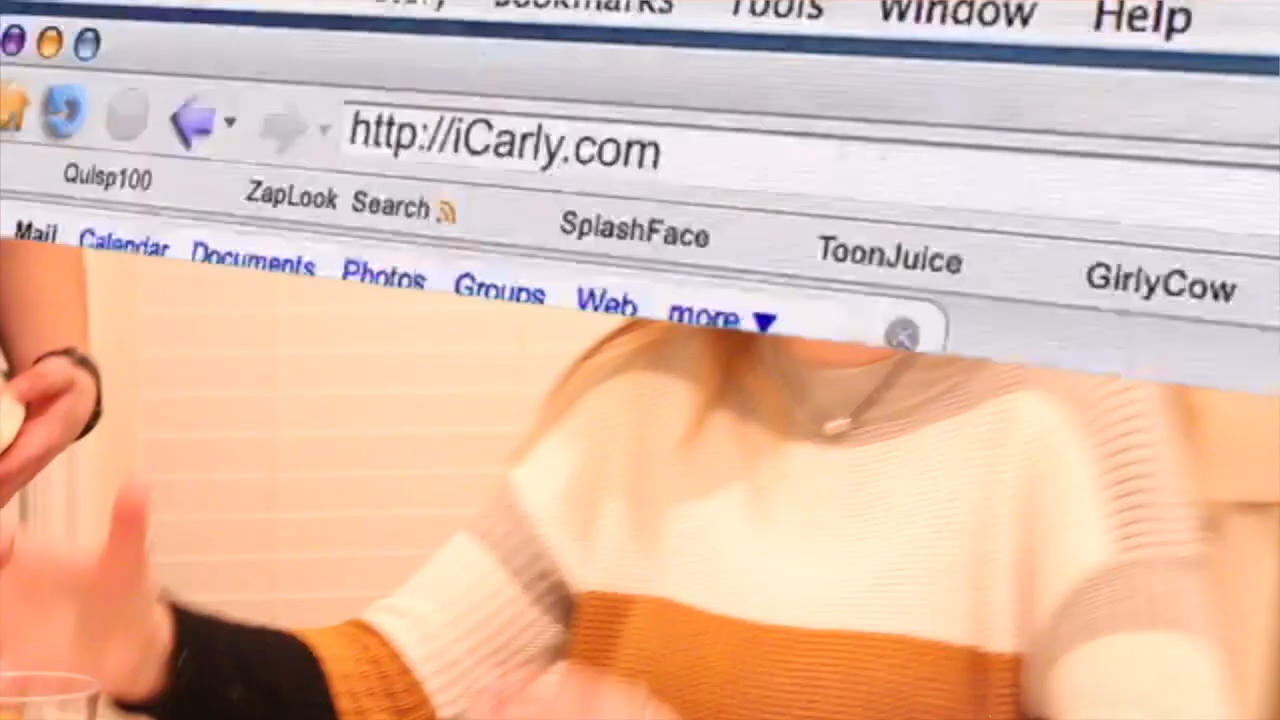 Bookmarks Tools Window Help
http://iCarly.com
Quisp100 ZapLook Search SplashFace ToonJuice GirlyCow
Mail Calendar Documents Photos Groups Web more